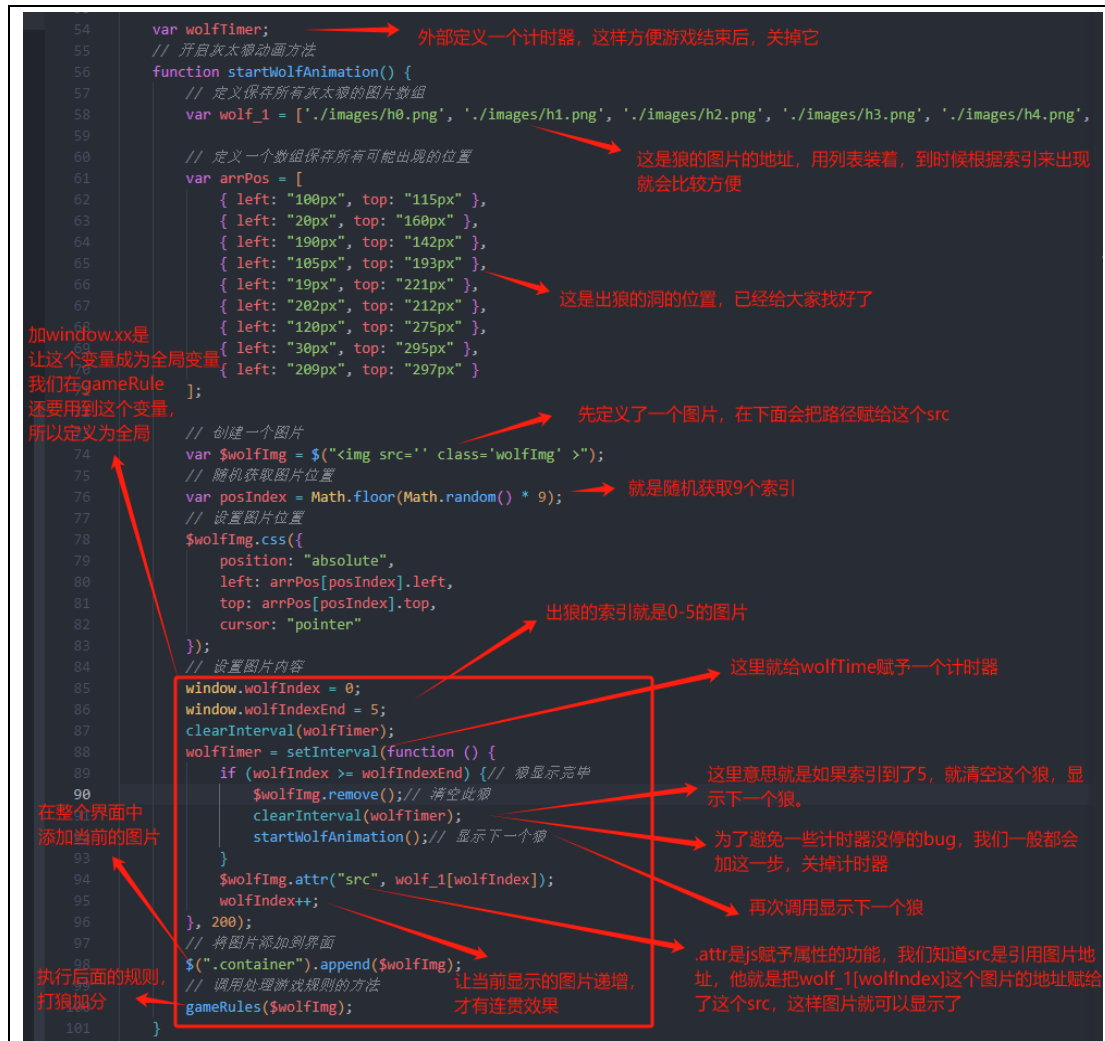 54 var wolfTimer;
外部定义一个计时器，这样方便游戏结束后，关掉它
55 // 开启灰太狼动画方法
56 function startWolfAnimation() {
57 // 定义保存所有灰太狼的图片数组
58 var wolf_1 = ['./images/h0.png', './images/h1.png', './images/h2.png', './images/h3.png', './images/h4.png',
59
这是狼的图片的地址，用列表装着，到时候根据索引来出现
就会比较方便
60 // 定义一个数组保存所有可能出现的位置
61 var arrPos = [
62 { left: "100px", top: "115px" },
63 { left: "20px", top: "160px" },
64 { left: "190px", top: "142px" },
65 { left: "105px", top: "193px" },
66 { left: "19px", top: "221px" },
67 { left: "202px", top: "212px" },
{ left: "120px", top: "275px" },
{ left: "30px", top: "295px" },
{ left: "209px", top: "297px" }
];
这是出狼的洞的位置，已经给大家找好了
加window.xx是
让这个变量成为全局变量
我们在gameRule
还要用到这个变量，
所以定义为全局
先定义了一个图片，在下面会把路径赋给这个src
// 创建一个图片
74 var $wolfImg = $("<img src='' class='wolfImg' >");
75 // 随机获取图片位置
76 var posIndex = Math.floor(Math.random() * 9);
就是随机获取9个索引
77 // 设置图片位置
78 $wolfImg.css({
79 position: "absolute",
80 left: arrPos[posIndex].left,
81 top: arrPos[posIndex].top,
82 cursor: "pointer"
83 });
出狼的索引就是0-5的图片
84 // 设置图片内容
85 window.wolfIndex = 0;
86 window.wolfIndexEnd = 5;
87 clearInterval(wolfTimer);
88 wolfTimer = setInterval(function () {
这里就给wolfTime赋予一个计时器
89 if (wolfIndex >= wolfIndexEnd) {// 狼显示完毕
90 $wolfImg.remove();// 清空此狼
clearInterval(wolfTimer);
startWolfAnimation();// 显示下一个狼
93 }
94 $wolfImg.attr("src", wolf_1[wolfIndex]);
95 wolfIndex++;
96 }, 200);
这里意思就是如果索引到了5，就清空这个狼，显
示下一个狼。
为了避免一些计时器没停的bug，我们一般都会
加这一步，关掉计时器
再次调用显示下一个狼
在整个界面中
添加当前的图片
97 // 将图片添加到界面
98 $(".container").append($wolfImg);
// 调用处理游戏规则的方法
gameRules($wolfImg);
101 }
执行后面的规则，
打狼加分
让当前显示的图片递增，
才有连贯效果
.attr是js赋予属性的功能，我们知道src是引用图片地
址，他就是把wolf_1[wolfIndex]这个图片的地址赋给
了这个src，这样图片就可以显示了